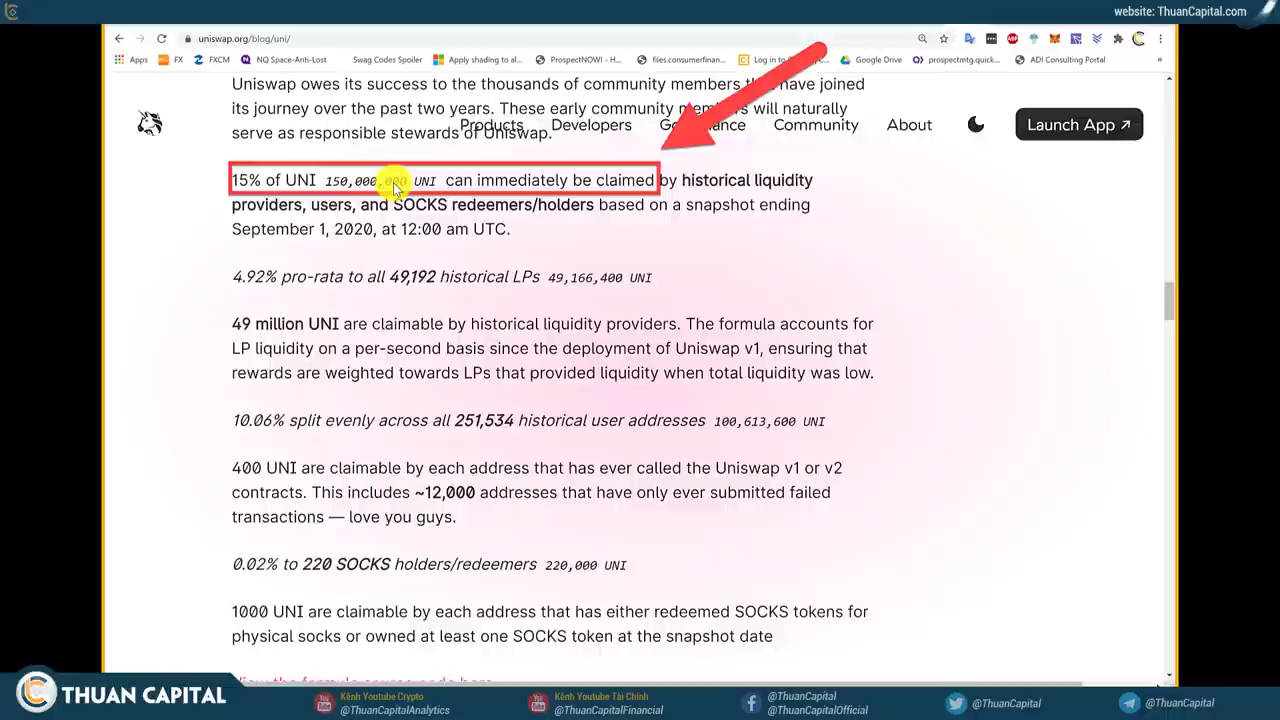 website: ThuanCapital.com
uniswap.org/blog/uni/
Apps FX FXCM NQ Space-Anti-Lost Swag Codes Spoiler Apply shading to al... ProspectNOW! - My... files.consumerfinan... Log in to Google Drive prospectmtg.quick... ADI Consulting Portal »
Uniswap owes its success to the thousands of community members that have joined
its journey over the past two years. These early community members will naturally
serve as responsible stewards of Uniswap.
Products Developers Governance Community About Launch App ↗
15% of UNI 150,000,000 UNI can immediately be claimed by historical liquidity
providers, users, and SOCKS redeemers/holders based on a snapshot ending
September 1, 2020, at 12:00 am UTC.
4.92% pro-rata to all 49,192 historical LPs 49,166,400 UNI
49 million UNI are claimable by historical liquidity providers. The formula accounts for
LP liquidity on a per-second basis since the deployment of Uniswap v1, ensuring that
rewards are weighted towards LPs that provided liquidity when total liquidity was low.
10.06% split evenly across all 251,534 historical user addresses 100,613,600 UNI
400 UNI are claimable by each address that has ever called the Uniswap v1 or v2
contracts. This includes ~12,000 addresses that have only ever submitted failed
transactions — love you guys.
0.02% to 220 SOCKS holders/redeemers 220,000 UNI
1000 UNI are claimable by each address that has either redeemed SOCKS tokens for
physical socks or owned at least one SOCKS token at the snapshot date
THUAN CAPITAL
Kênh Youtube Crypto
@ThuanCapitalAnalytics
Kênh Youtube Tài Chính
@ThuanCapitalFinancial
@ThuanCapital
@ThuanCapitalOfficial
@ThuanCapital
@ThuanCapital